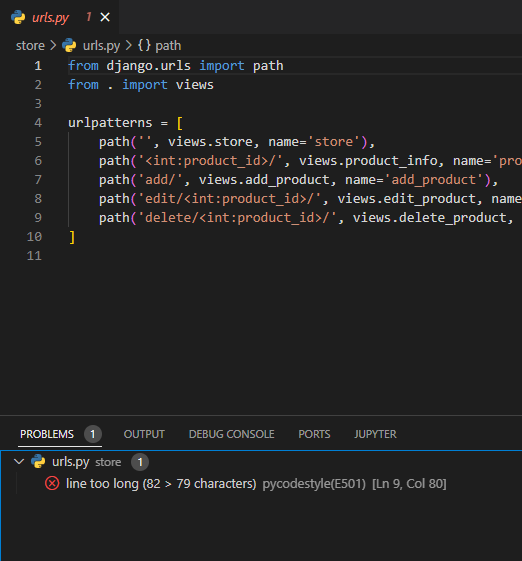 urls.py 1
store > urls.py > {} path
1 from django.urls import path
2 from . import views
3
4 urlpatterns = [
5 path('', views.store, name='store'),
6 path('<int:product_id>/', views.product_info, name='pro
7 path('add/', views.add_product, name='add_product'),
8 path('edit/<int:product_id>/', views.edit_product, name
9 path('delete/<int:product_id>/', views.delete_product,
10 ]
11
PROBLEMS 1 OUTPUT DEBUG CONSOLE PORTS JUPYTER
urls.py store 1
line too long (82 > 79 characters) pycodestyle(E501) [Ln 9, Col 80]